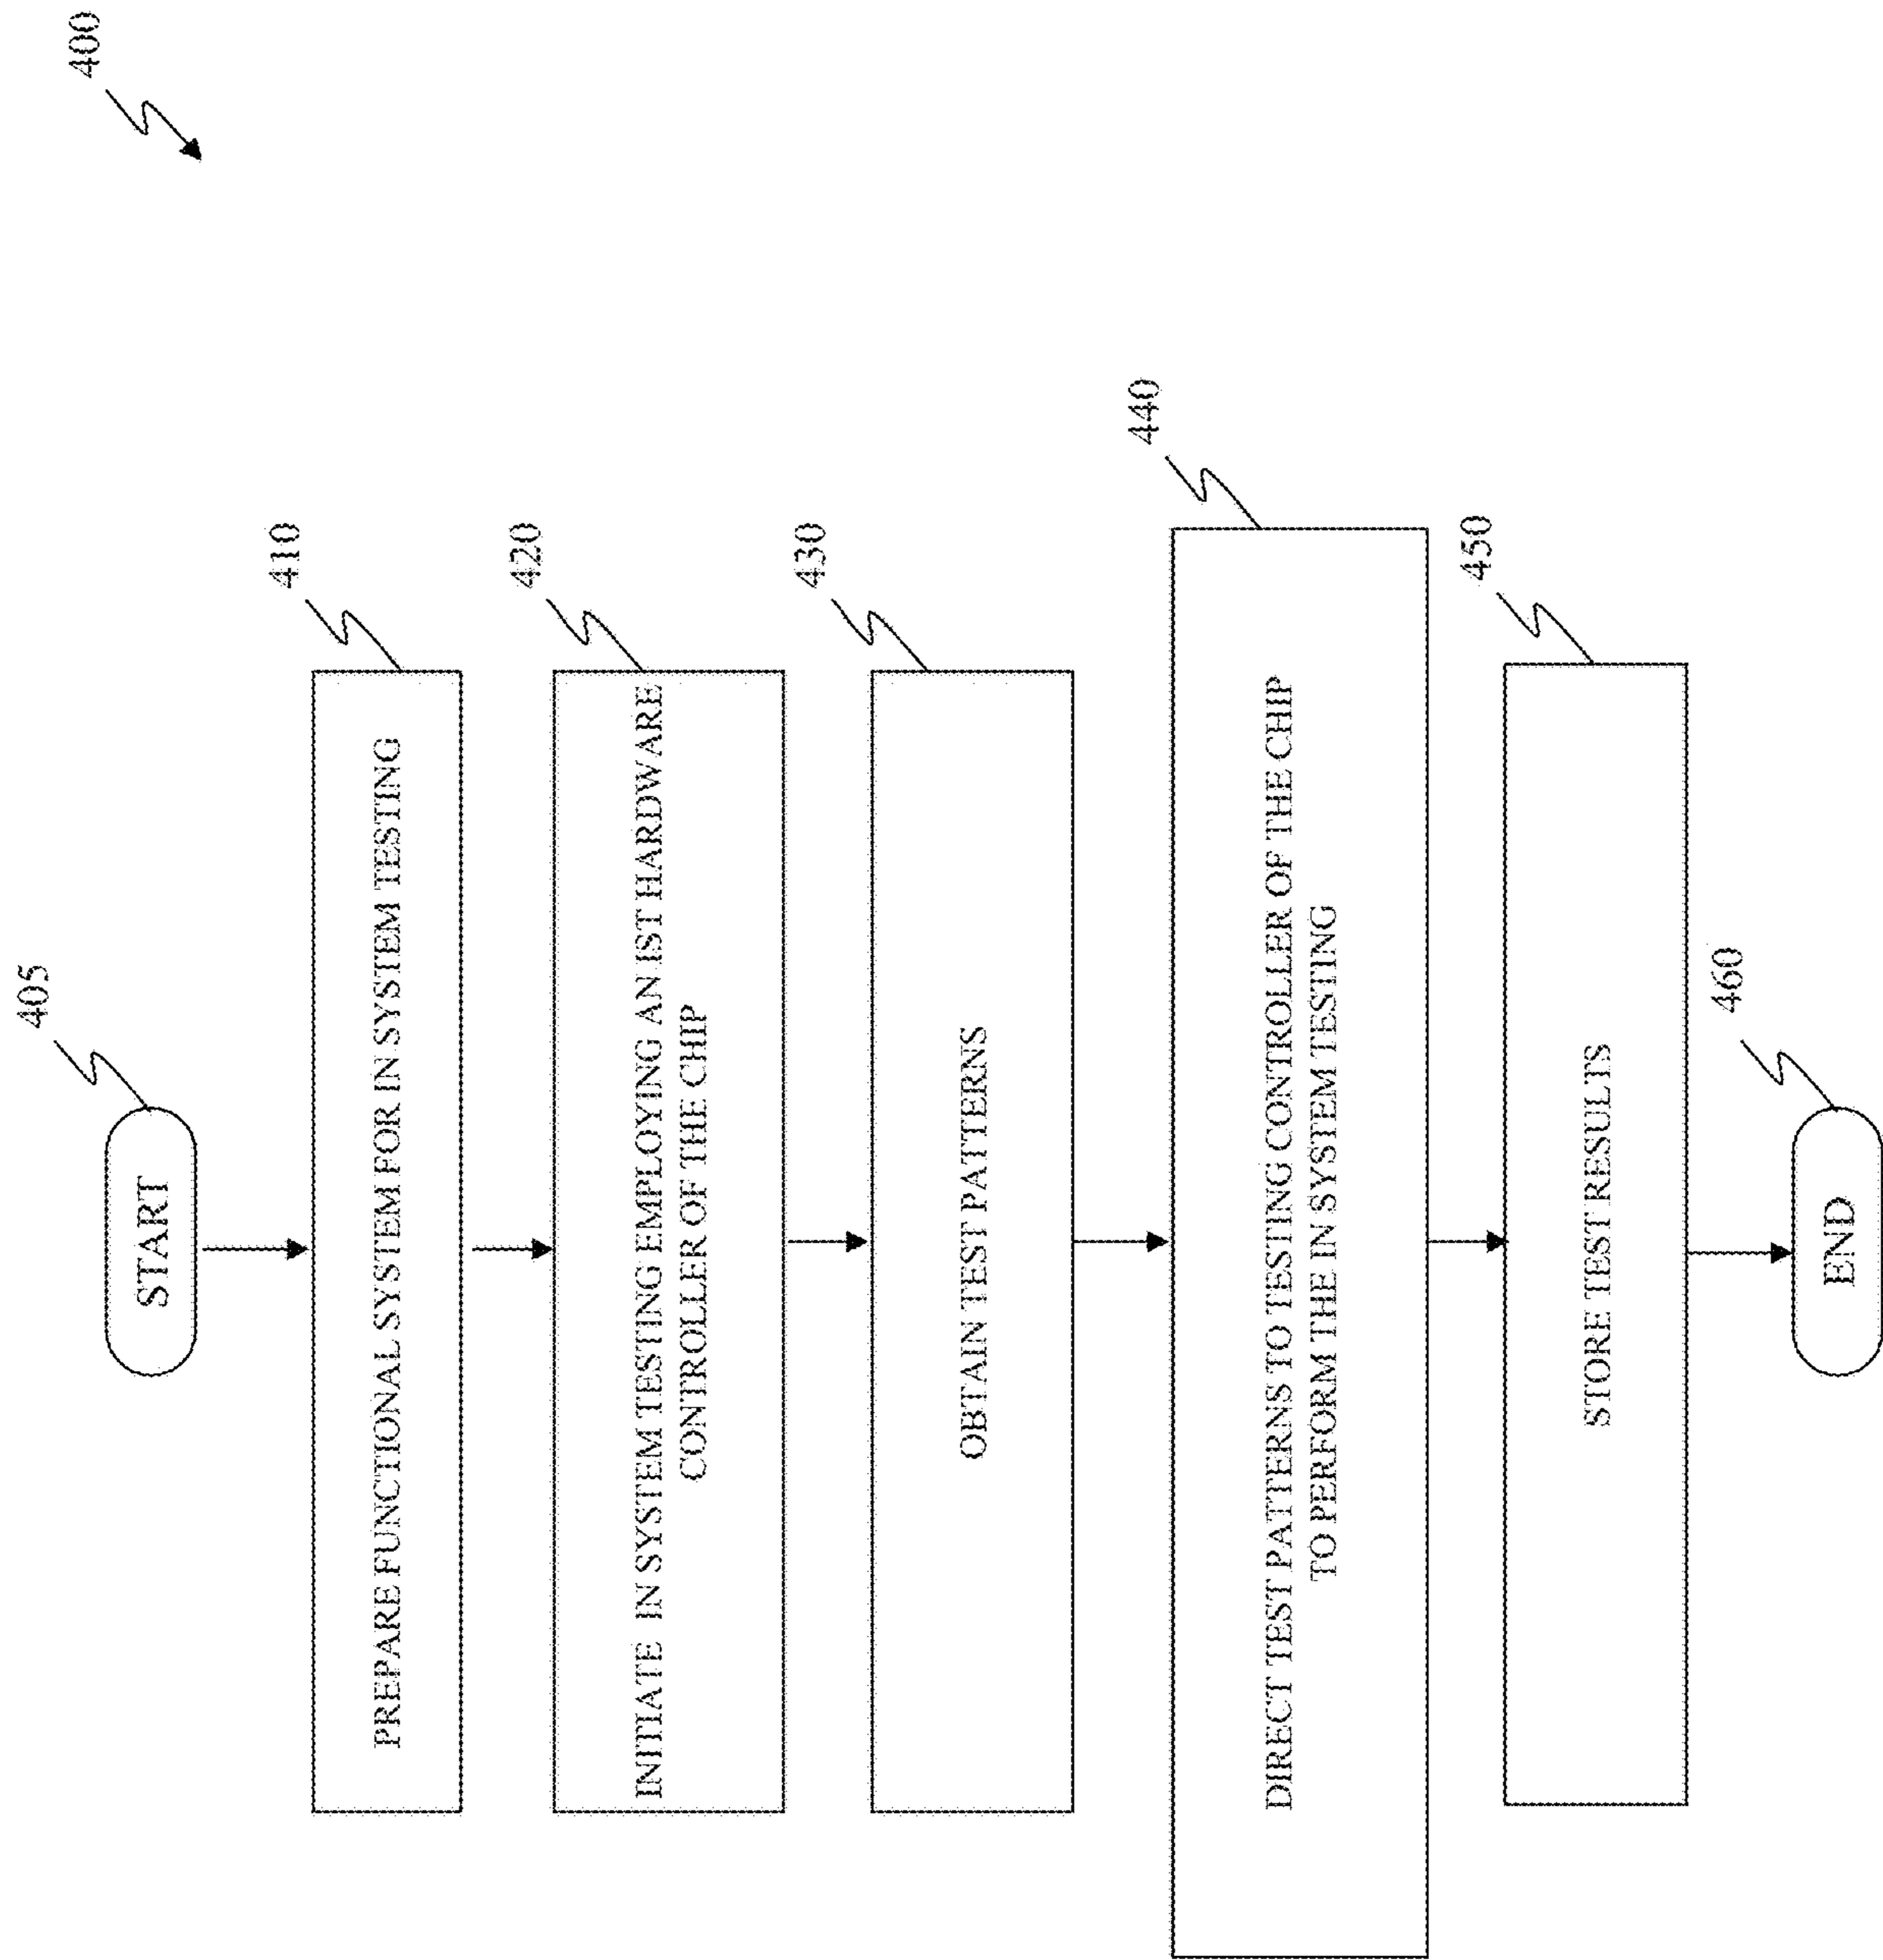 400
START
405
PREPARE FUNCTIONAL SYSTEM FOR IN SYSTEM TESTING
410
INITIATE IN SYSTEM TESTING EMPLOYING AN IST HARDWARE
CONTROLLER OF THE CHIP
420
OBTAIN TEST PATTERNS
430
DIRECT TEST PATTERNS TO TESTING CONTROLLER OF THE CHIP
TO PERFORM THE IN SYSTEM TESTING
440
STORE TEST RESULTS
450
END
460